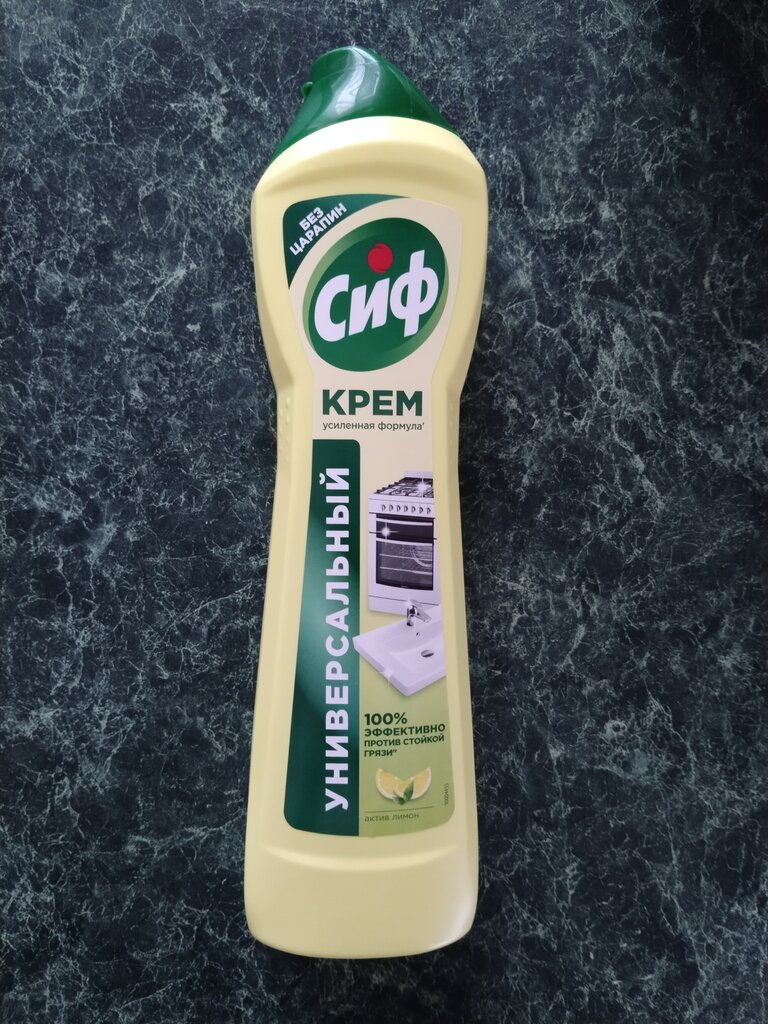 БЕЗ
ЦАРАПИН
Сиф
КРЕМ
усиленная формула'
УНИВЕРСАЛЬНЫЙ
100%
ЭФФЕКТИВНО
ПРОТИВ СТОЙКОЙ
ГРЯЗИ"
актив лимон